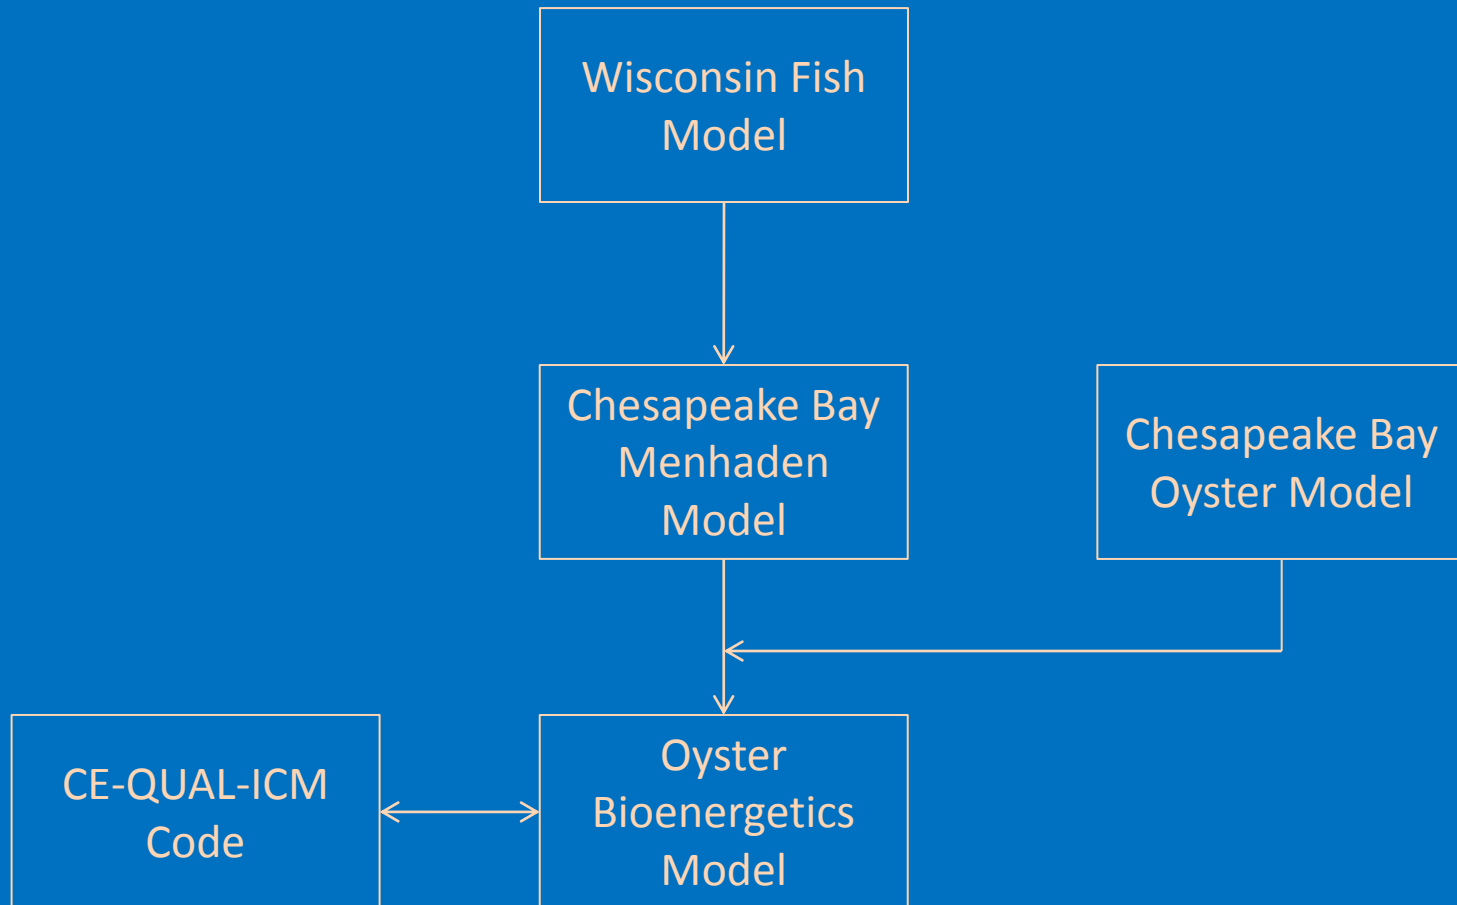 Wisconsin Fish
Model
Chesapeake Bay
Menhaden
Model
Chesapeake Bay
Oyster Model
CE-QUAL-ICM
Code
Oyster
Bioenergetics
Model